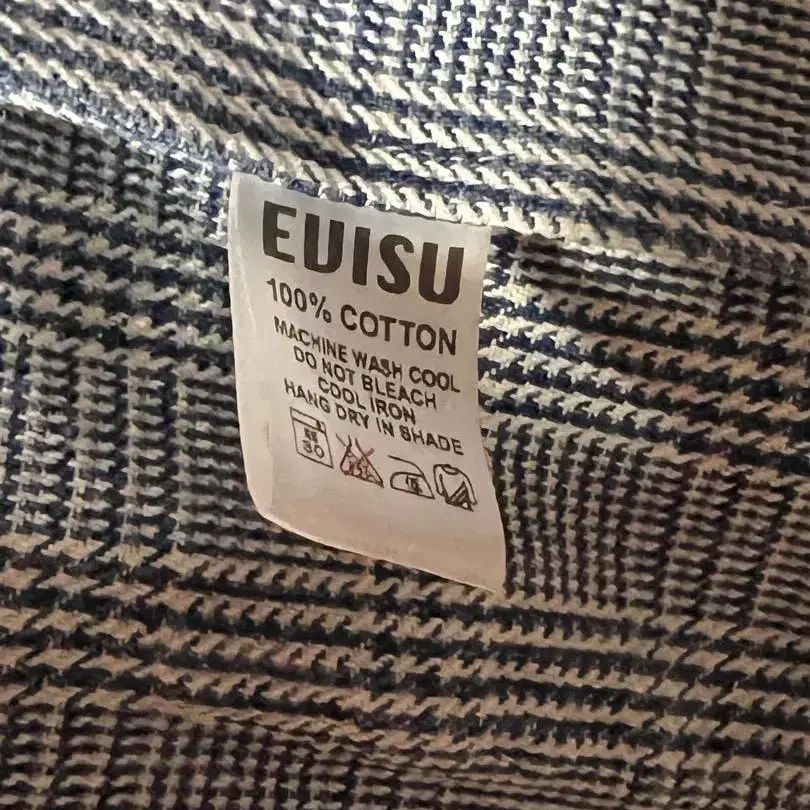 EVISU
100% COTTON
MACHINE WASH COOL
DO NOT BLEACH
COOL IRON
HANG DRY IN SHADE
30